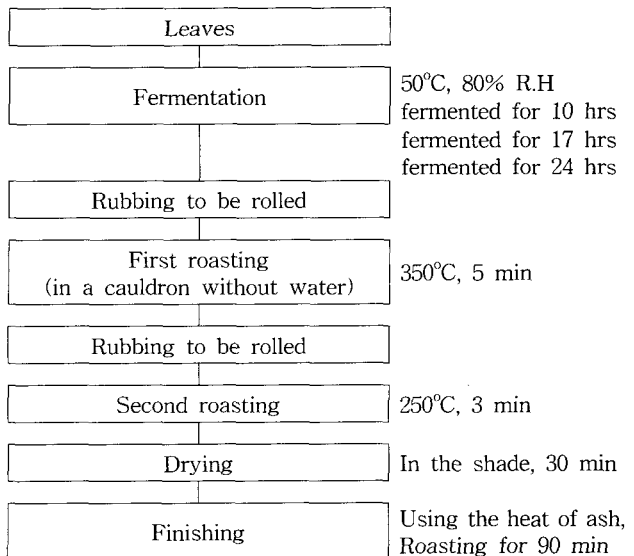 Leaves
Fermentation
50°C, 80% R.H
fermented for 10 hrs
fermented for 17 hrs
fermented for 24 hrs
Rubbing to be rolled
First roasting
(in a cauldron without water)
350°C, 5 min
Rubbing to be rolled
Second roasting
250°C, 3 min
Drying
In the shade, 30 min
Finishing
Using the heat of ash,
Roasting for 90 min